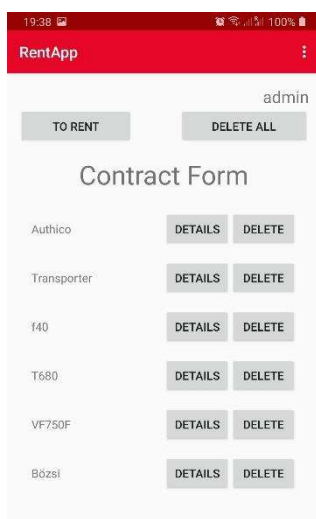 19:38 100%
RentApp
admin
TO RENT DELETE ALL
Contract Form
Authico DETAILS DELETE
Transporter DETAILS DELETE
f40 DETAILS DELETE
T680 DETAILS DELETE
VF750F DETAILS DELETE
Bözsi DETAILS DELETE